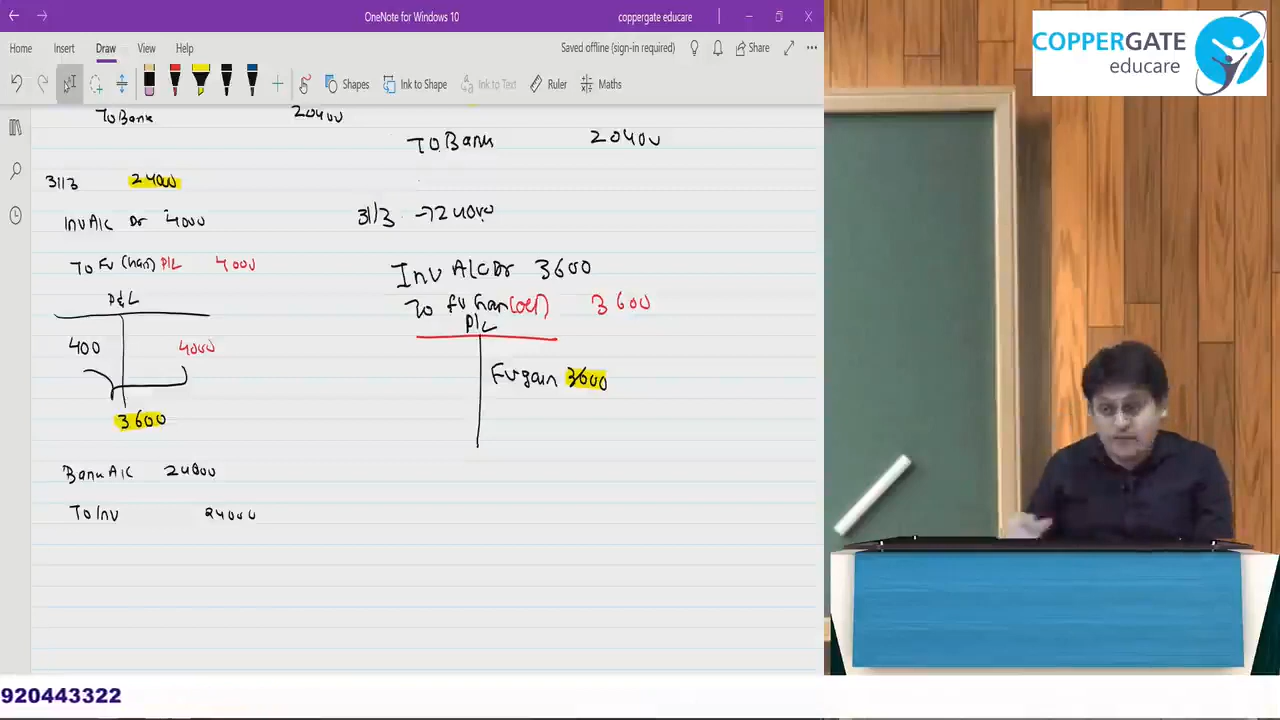 OneNote for Windows 10
coppergate educare
Home Insert Draw View Help
Saved offline (sign-in required)
Share
Shapes
Ink to Shape
Ink to Text
Ruler
Maths
COPPERGATE
educare
To Bank 20400
31/3 24000
Inv A/c Dr 4000
To FV Chan P/L 4000
P&L
400 4000
3600
Bank A/c 24000
To Inv 24000
To Bank 20400
31/3 → 24000
Inv A/c Dr 3600
To FV Chan (OCI) 3600
P/L
FV gain 3600
920443322